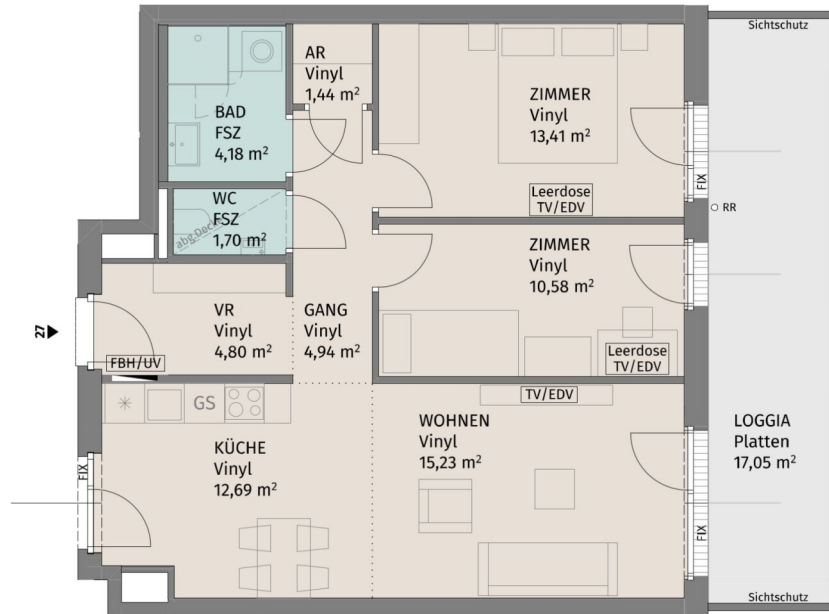 Sichtschutz
AR
Vinyl
1,44 m²
BAD
FSZ
4,18 m²
ZIMMER
Vinyl
13,41 m²
Leerdose
TV/EDV
FIX
RR
WC
FSZ
1,70 m²
abg.Decke
ZIMMER
Vinyl
10,58 m²
Leerdose
TV/EDV
27
VR
Vinyl
4,80 m²
GANG
Vinyl
4,94 m²
FBH/UV
GS
TV/EDV
KÜCHE
Vinyl
12,69 m²
WOHNEN
Vinyl
15,23 m²
LOGGIA
Platten
17,05 m²
FIX
FIX
Sichtschutz